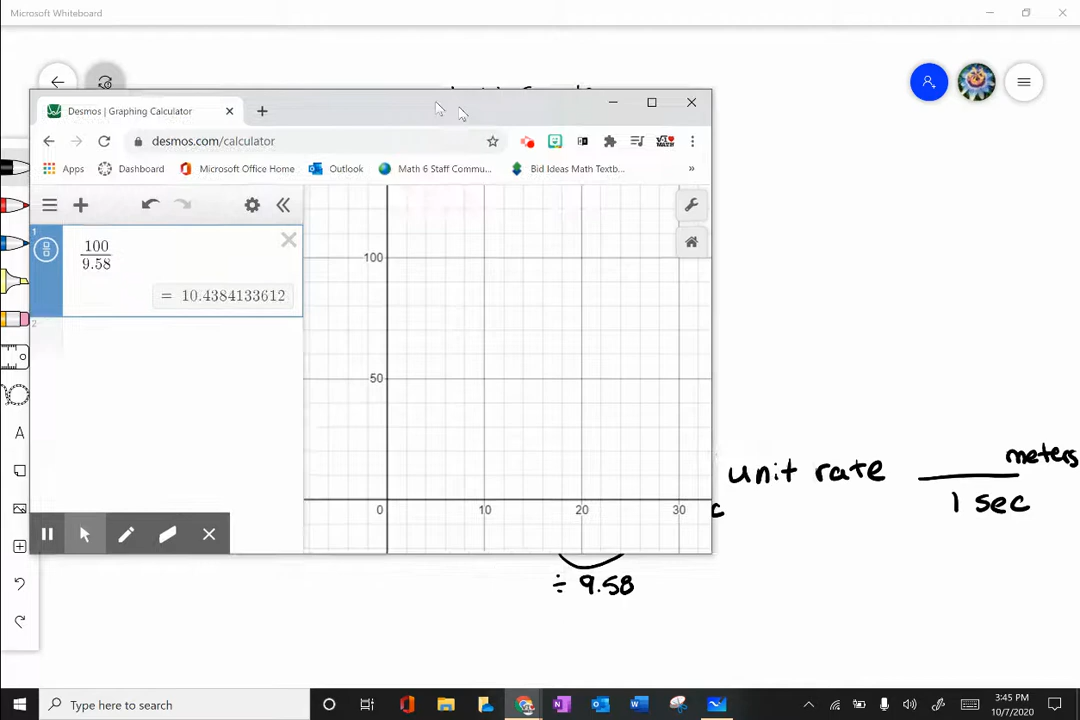 Microsoft Whiteboard
Desmos | Graphing Calculator
desmos.com/calculator
Apps
Dashboard
Microsoft Office Home
Outlook
Math 6 Staff Commu...
Bid Ideas Math Textb...
»
1
100
9.58
= 10.4384133612
2
100
50
0
10
20
30
unit rate
meters
1 sec
c
÷ 9.58
A
Type here to search
3:45 PM
10/7/2020